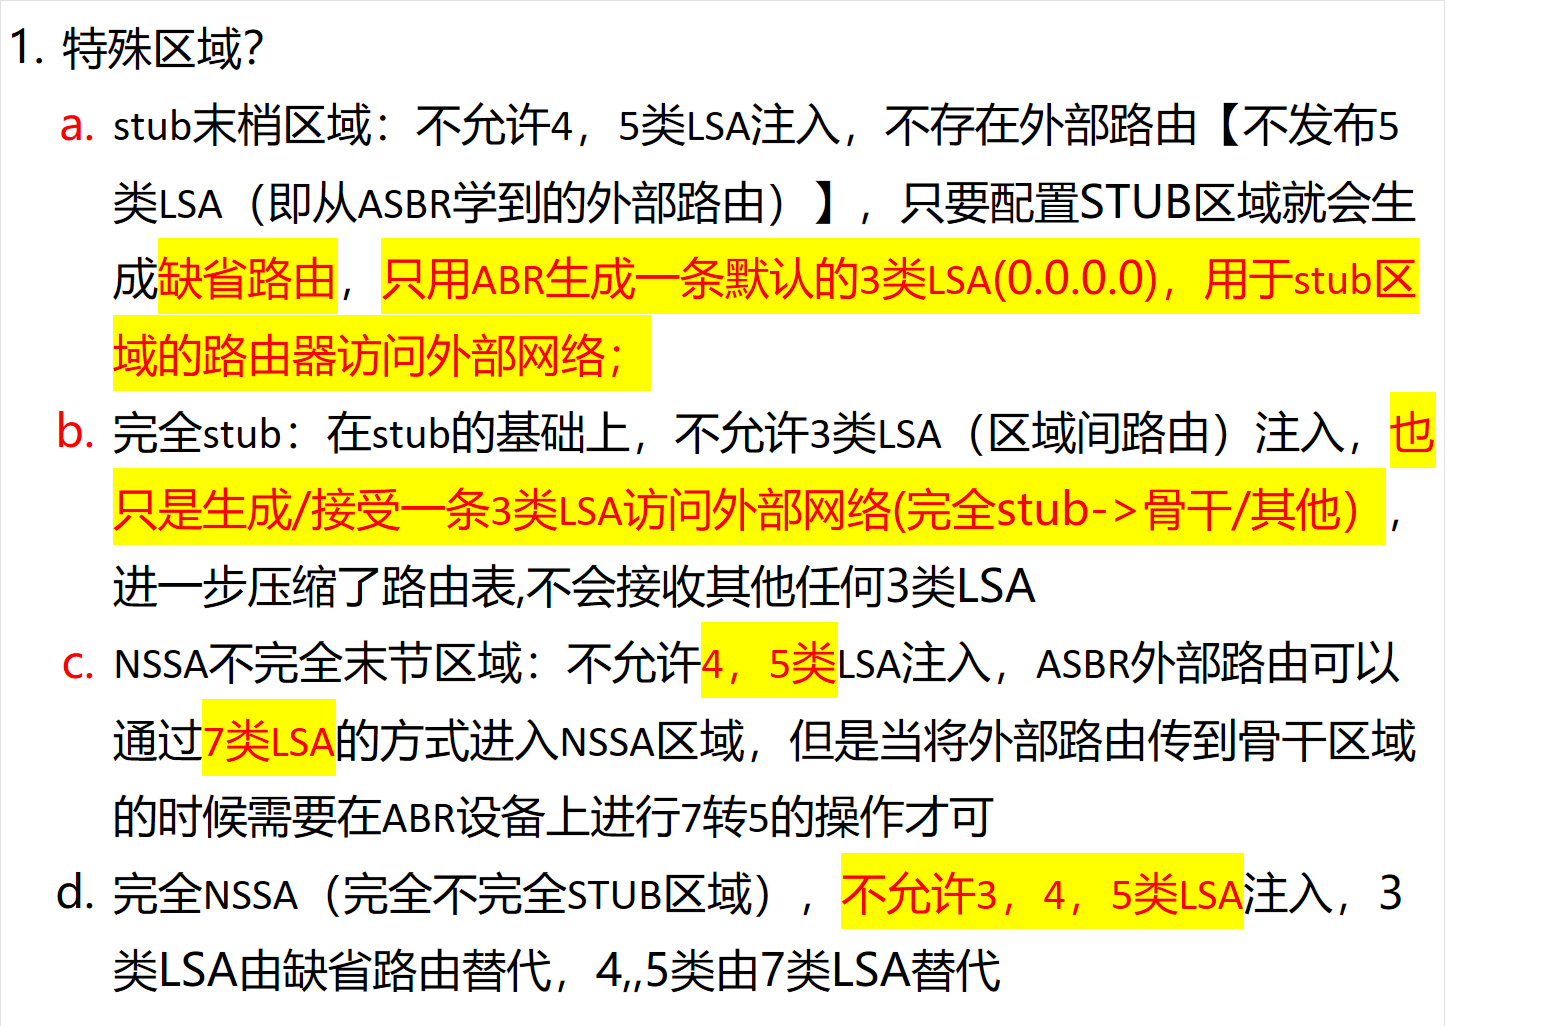 1. 特殊区域？
a. stub末梢区域：不允许4，5类LSA注入，不存在外部路由【不发布5
类LSA（即从ASBR学到的外部路由）】，只要配置STUB区域就会生
成缺省路由，只用ABR生成一条默认的3类LSA(0.0.0.0)，用于stub区
域的路由器访问外部网络；
b. 完全stub：在stub的基础上，不允许3类LSA（区域间路由）注入，也
只是生成/接受一条3类LSA访问外部网络(完全stub->骨干/其他），
进一步压缩了路由表,不会接收其他任何3类LSA
c. NSSA不完全末节区域：不允许4，5类LSA注入，ASBR外部路由可以
通过7类LSA的方式进入NSSA区域，但是当将外部路由传到骨干区域
的时候需要在ABR设备上进行7转5的操作才可
d. 完全NSSA（完全不完全STUB区域），不允许3，4，5类LSA注入，3
类LSA由缺省路由替代，4,,5类由7类LSA替代